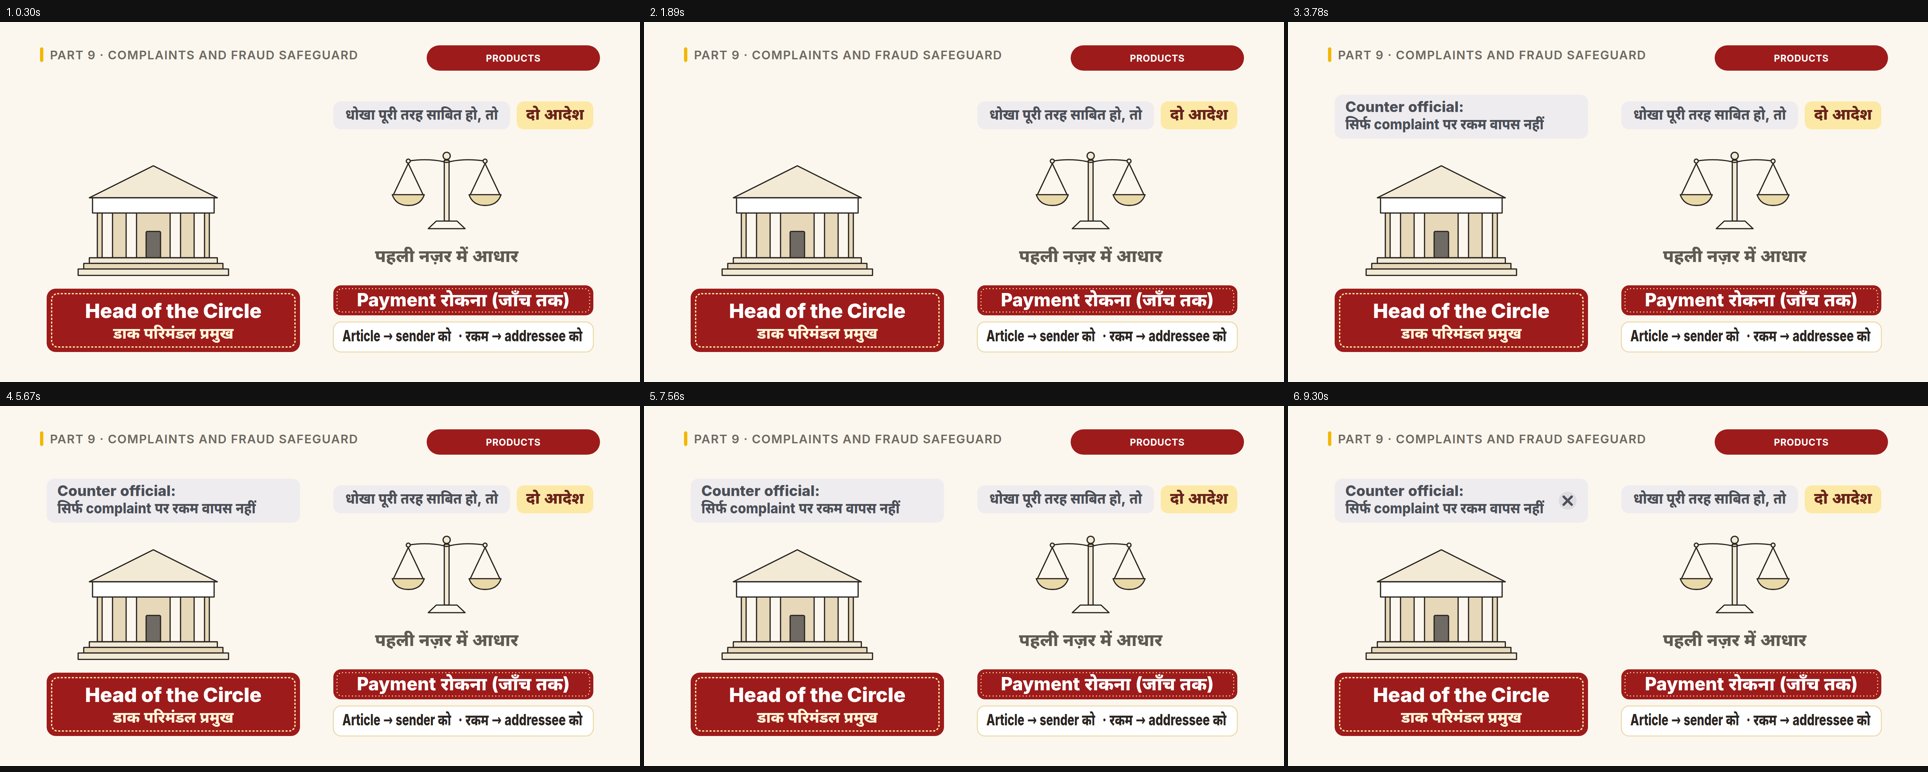 1. 0.30s
PART 9 · COMPLAINTS AND FRAUD SAFEGUARD
PRODUCTS
धोखा पूरी तरह साबित हो, तो
दो आदेश
पहली नज़र में आधार
Head of the Circle
डाक परिमंडल प्रमुख
Payment रोकना (जाँच तक)
Article → sender को · रकम → addressee को
2. 1.89s
PART 9 · COMPLAINTS AND FRAUD SAFEGUARD
PRODUCTS
धोखा पूरी तरह साबित हो, तो
दो आदेश
पहली नज़र में आधार
Head of the Circle
डाक परिमंडल प्रमुख
Payment रोकना (जाँच तक)
Article → sender को · रकम → addressee को
3. 3.78s
PART 9 · COMPLAINTS AND FRAUD SAFEGUARD
PRODUCTS
Counter official:
सिर्फ complaint पर रकम वापस नहीं
धोखा पूरी तरह साबित हो, तो
दो आदेश
पहली नज़र में आधार
Head of the Circle
डाक परिमंडल प्रमुख
Payment रोकना (जाँच तक)
Article → sender को · रकम → addressee को
4. 5.67s
PART 9 · COMPLAINTS AND FRAUD SAFEGUARD
PRODUCTS
Counter official:
सिर्फ complaint पर रकम वापस नहीं
धोखा पूरी तरह साबित हो, तो
दो आदेश
पहली नज़र में आधार
Head of the Circle
डाक परिमंडल प्रमुख
Payment रोकना (जाँच तक)
Article → sender को · रकम → addressee को
5. 7.56s
PART 9 · COMPLAINTS AND FRAUD SAFEGUARD
PRODUCTS
Counter official:
सिर्फ complaint पर रकम वापस नहीं
धोखा पूरी तरह साबित हो, तो
दो आदेश
पहली नज़र में आधार
Head of the Circle
डाक परिमंडल प्रमुख
Payment रोकना (जाँच तक)
Article → sender को · रकम → addressee को
6. 9.30s
PART 9 · COMPLAINTS AND FRAUD SAFEGUARD
PRODUCTS
Counter official:
सिर्फ complaint पर रकम वापस नहीं
धोखा पूरी तरह साबित हो, तो
दो आदेश
पहली नज़र में आधार
Head of the Circle
डाक परिमंडल प्रमुख
Payment रोकना (जाँच तक)
Article → sender को · रकम → addressee को